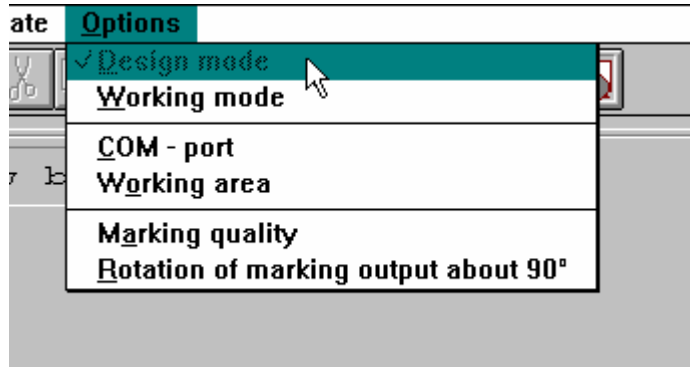 ate Options
✓ Design mode
Working mode
COM - port
Working area
Marking quality
Rotation of marking output about 90°